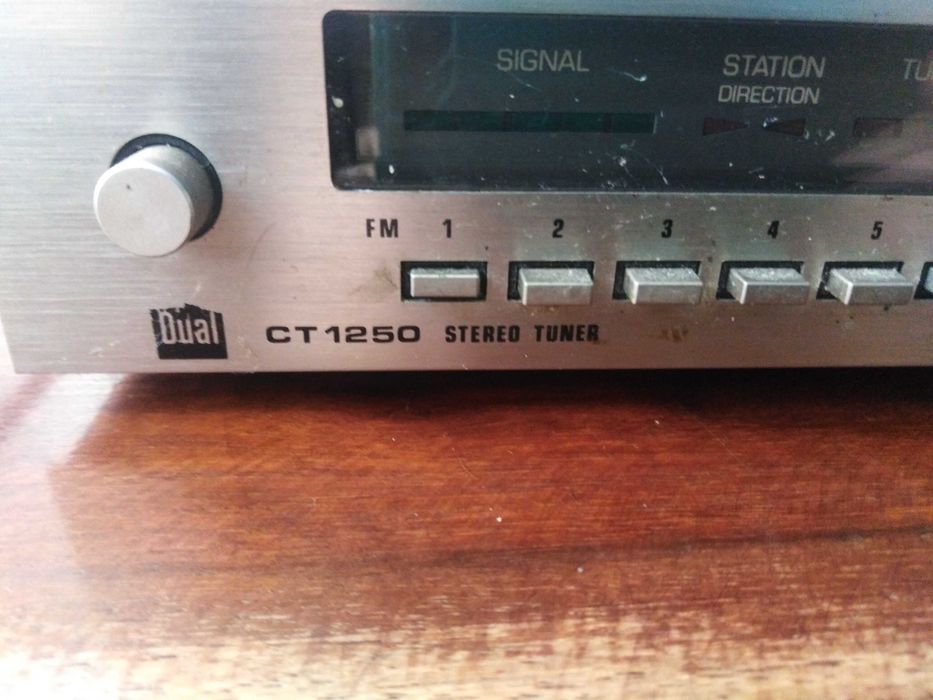 SIGNAL
STATION
DIRECTION
FM 1 2 3 4 5
Dual CT1250 STEREO TUNER